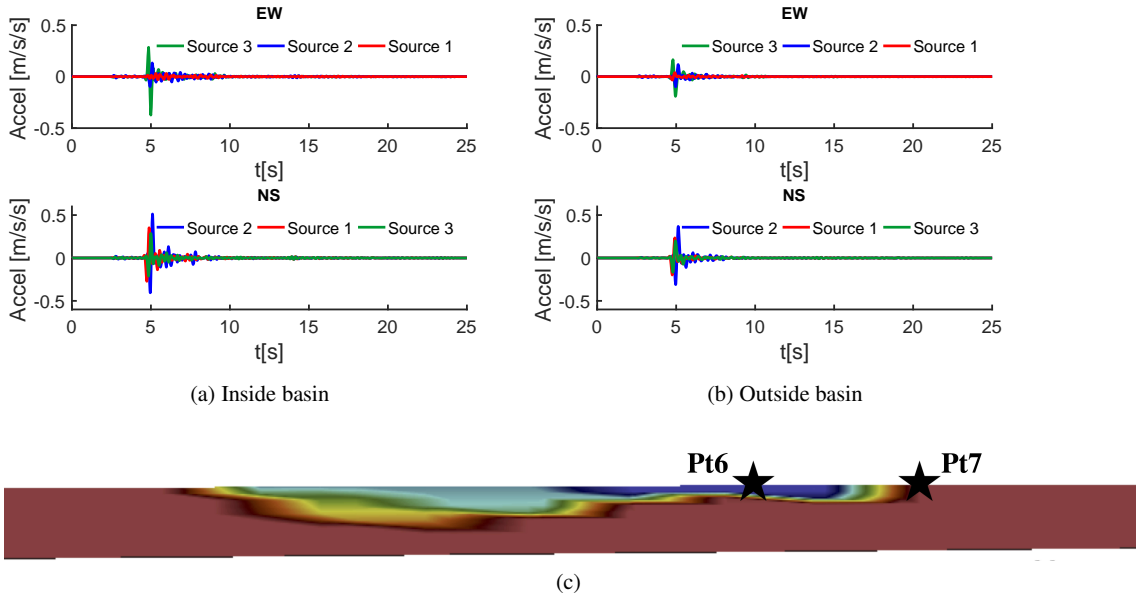 EW
Source 3 Source 2 Source 1
Accel [m/s/s]
0.5
0
-0.5
0 5 10 15 20 25
t[s]
NS
Source 2 Source 1 Source 3
Accel [m/s/s]
0.5
0
-0.5
0 5 10 15 20 25
t[s]
(a) Inside basin
EW
Source 3 Source 2 Source 1
Accel [m/s/s]
0.5
0
-0.5
0 5 10 15 20 25
t[s]
NS
Source 2 Source 1 Source 3
Accel [m/s/s]
0.5
0
-0.5
0 5 10 15 20 25
t[s]
(b) Outside basin
Pt6 Pt7
(c)